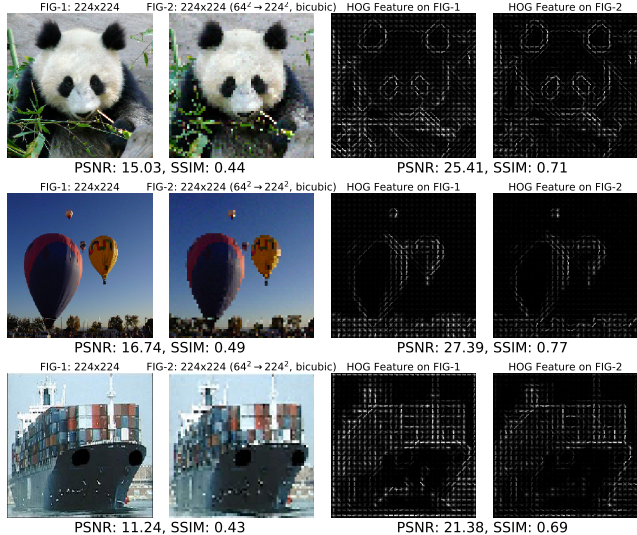 FIG-1: 224x224 FIG-2: 224x224 (64²→224², bicubic) HOG Feature on FIG-1 HOG Feature on FIG-2
PSNR: 15.03, SSIM: 0.44 PSNR: 25.41, SSIM: 0.71
FIG-1: 224x224 FIG-2: 224x224 (64²→224², bicubic) HOG Feature on FIG-1 HOG Feature on FIG-2
PSNR: 16.74, SSIM: 0.49 PSNR: 27.39, SSIM: 0.77
FIG-1: 224x224 FIG-2: 224x224 (64²→224², bicubic) HOG Feature on FIG-1 HOG Feature on FIG-2
PSNR: 11.24, SSIM: 0.43 PSNR: 21.38, SSIM: 0.69